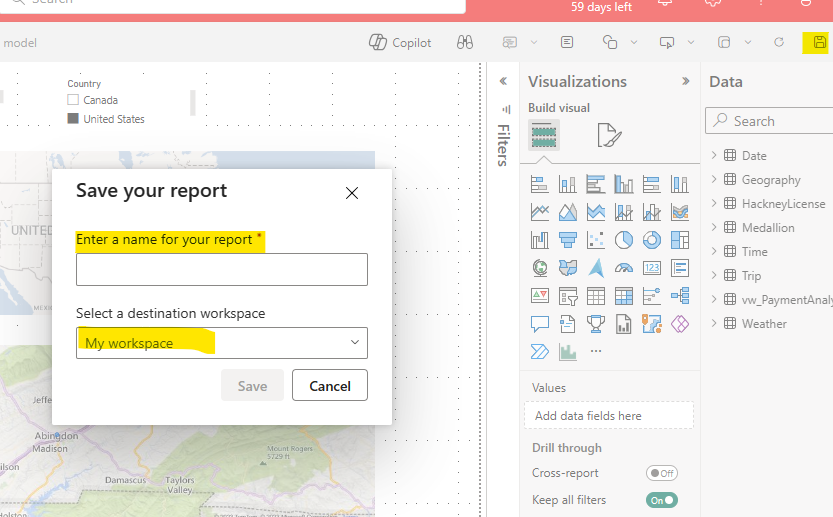 Search
59 days left
model
Copilot
Country
Canada
United States
Filters
Visualizations
Build visual
Data
Search
Date
Geography
HackneyLicense
Medallion
Time
Trip
vw_PaymentAnaly
Weather
123
Values
Add data fields here
Drill through
Cross-report
Off
Keep all filters
On
UNITED
Save your report
Enter a name for your report *
Select a destination workspace
My workspace
Save
Cancel
Abingdon
Madison
Mount Rogers
5729 ft
Damascus
Taylors
Valley